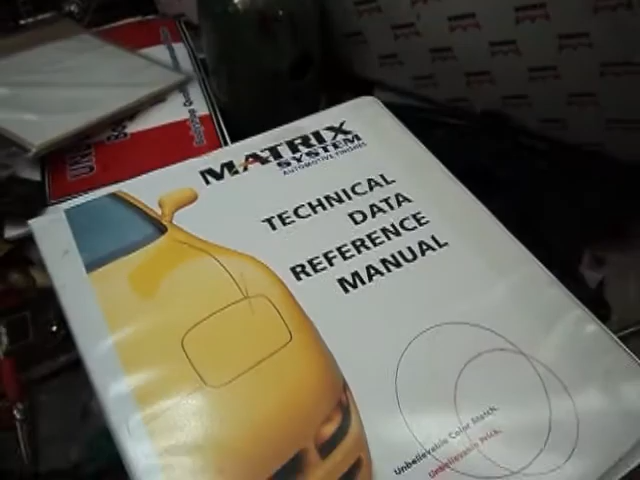 MATRIX
SYSTEM
AUTOMOTIVE FINISHES
TECHNICAL
DATA
REFERENCE
MANUAL
Unbelievable Color Match.
Unbelievable Price.